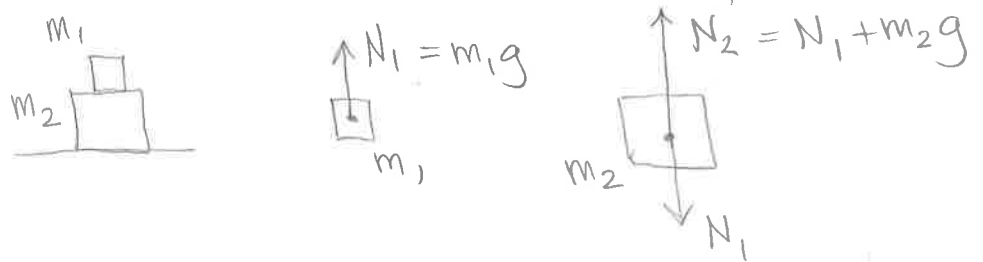 m₁
m₂
N₁ = m₁g
m₁
N₂ = N₁ + m₂g
m₂
N₁